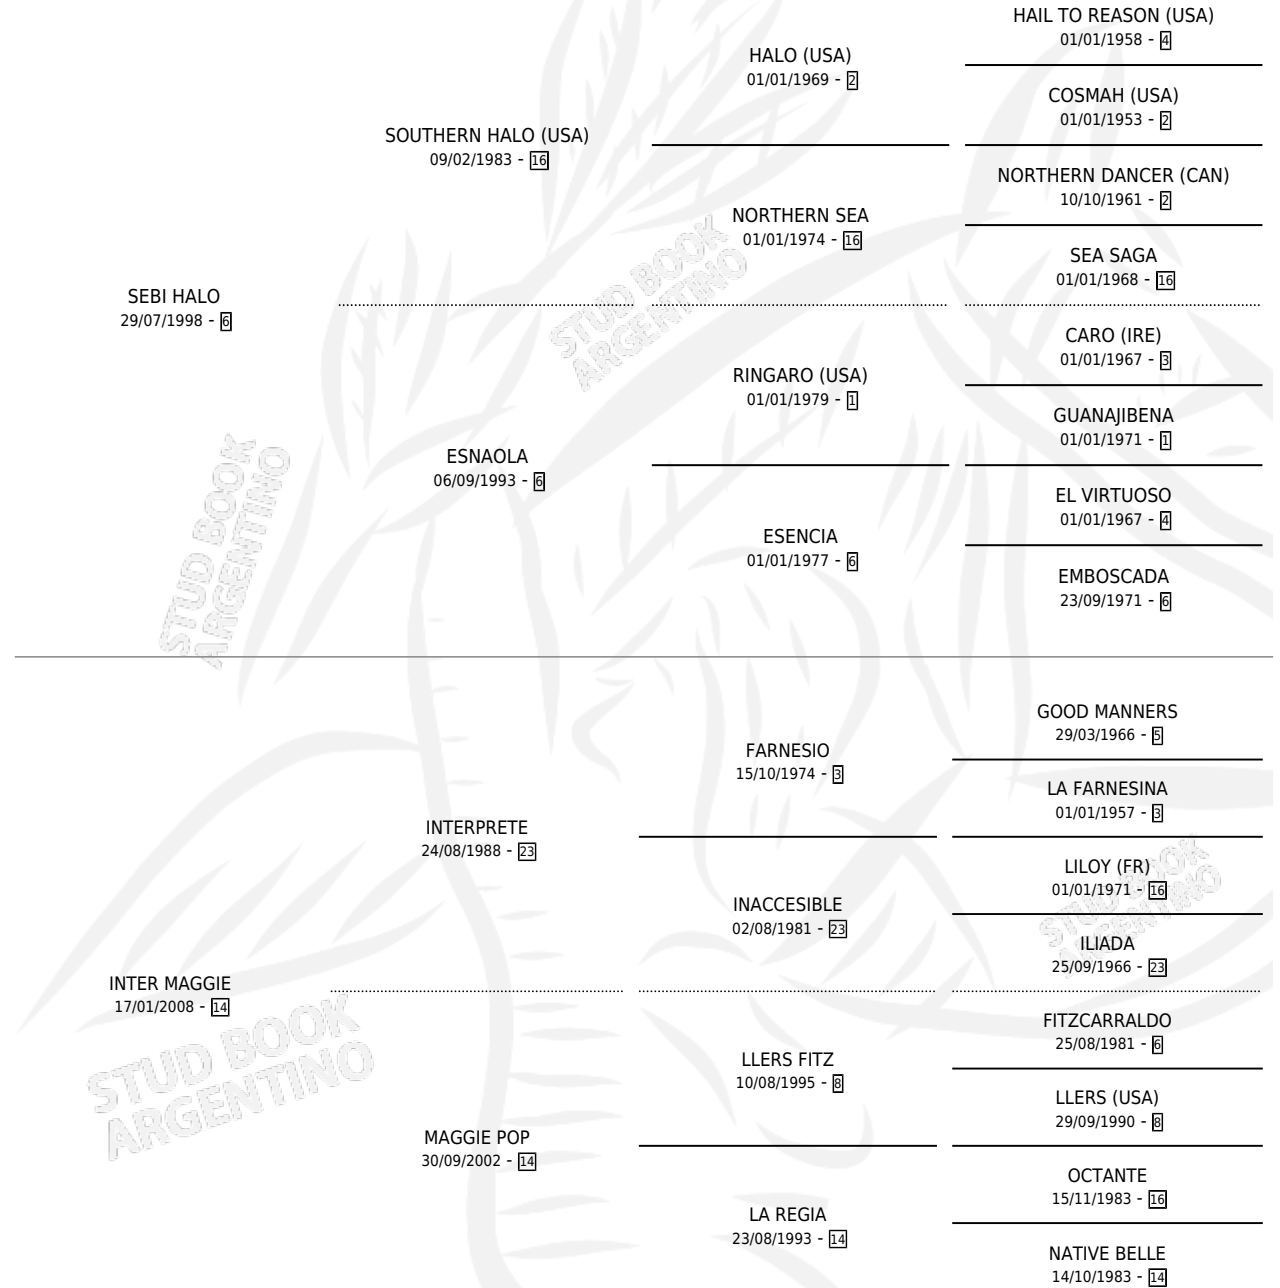 HAIL TO REASON (USA)
01/01/1958 - 4
HALO (USA)
01/01/1969 - 2
COSMAH (USA)
01/01/1953 - 2
SOUTHERN HALO (USA)
09/02/1983 - 16
NORTHERN DANCER (CAN)
10/10/1961 - 2
NORTHERN SEA
01/01/1974 - 16
SEA SAGA
01/01/1968 - 16
SEBI HALO
29/07/1998 - 6
CARO (IRE)
01/01/1967 - 3
RINGARO (USA)
01/01/1979 - 1
GUANAJIBENA
01/01/1971 - 1
ESNAOLA
06/09/1993 - 6
EL VIRTUOSO
01/01/1967 - 4
ESENCIA
01/01/1977 - 6
EMBOSCADA
23/09/1971 - 6
GOOD MANNERS
29/03/1966 - 5
FARNESIO
15/10/1974 - 3
LA FARNESINA
01/01/1957 - 3
INTERPRETE
24/08/1988 - 23
LILOY (FR)
01/01/1971 - 16
INACCESIBLE
02/08/1981 - 23
ILIADA
25/09/1966 - 23
INTER MAGGIE
17/01/2008 - 14
FITZCARRALDO
25/08/1981 - 6
LLERS FITZ
10/08/1995 - 8
LLERS (USA)
29/09/1990 - 8
MAGGIE POP
30/09/2002 - 14
OCTANTE
15/11/1983 - 16
LA REGIA
23/08/1993 - 14
NATIVE BELLE
14/10/1983 - 14
STUD BOOK
ARGENTINO
STUD BOOK
ARGENTINO
STUD BOOK
ARGENTINO
STUD BOOK
ARGENTINO